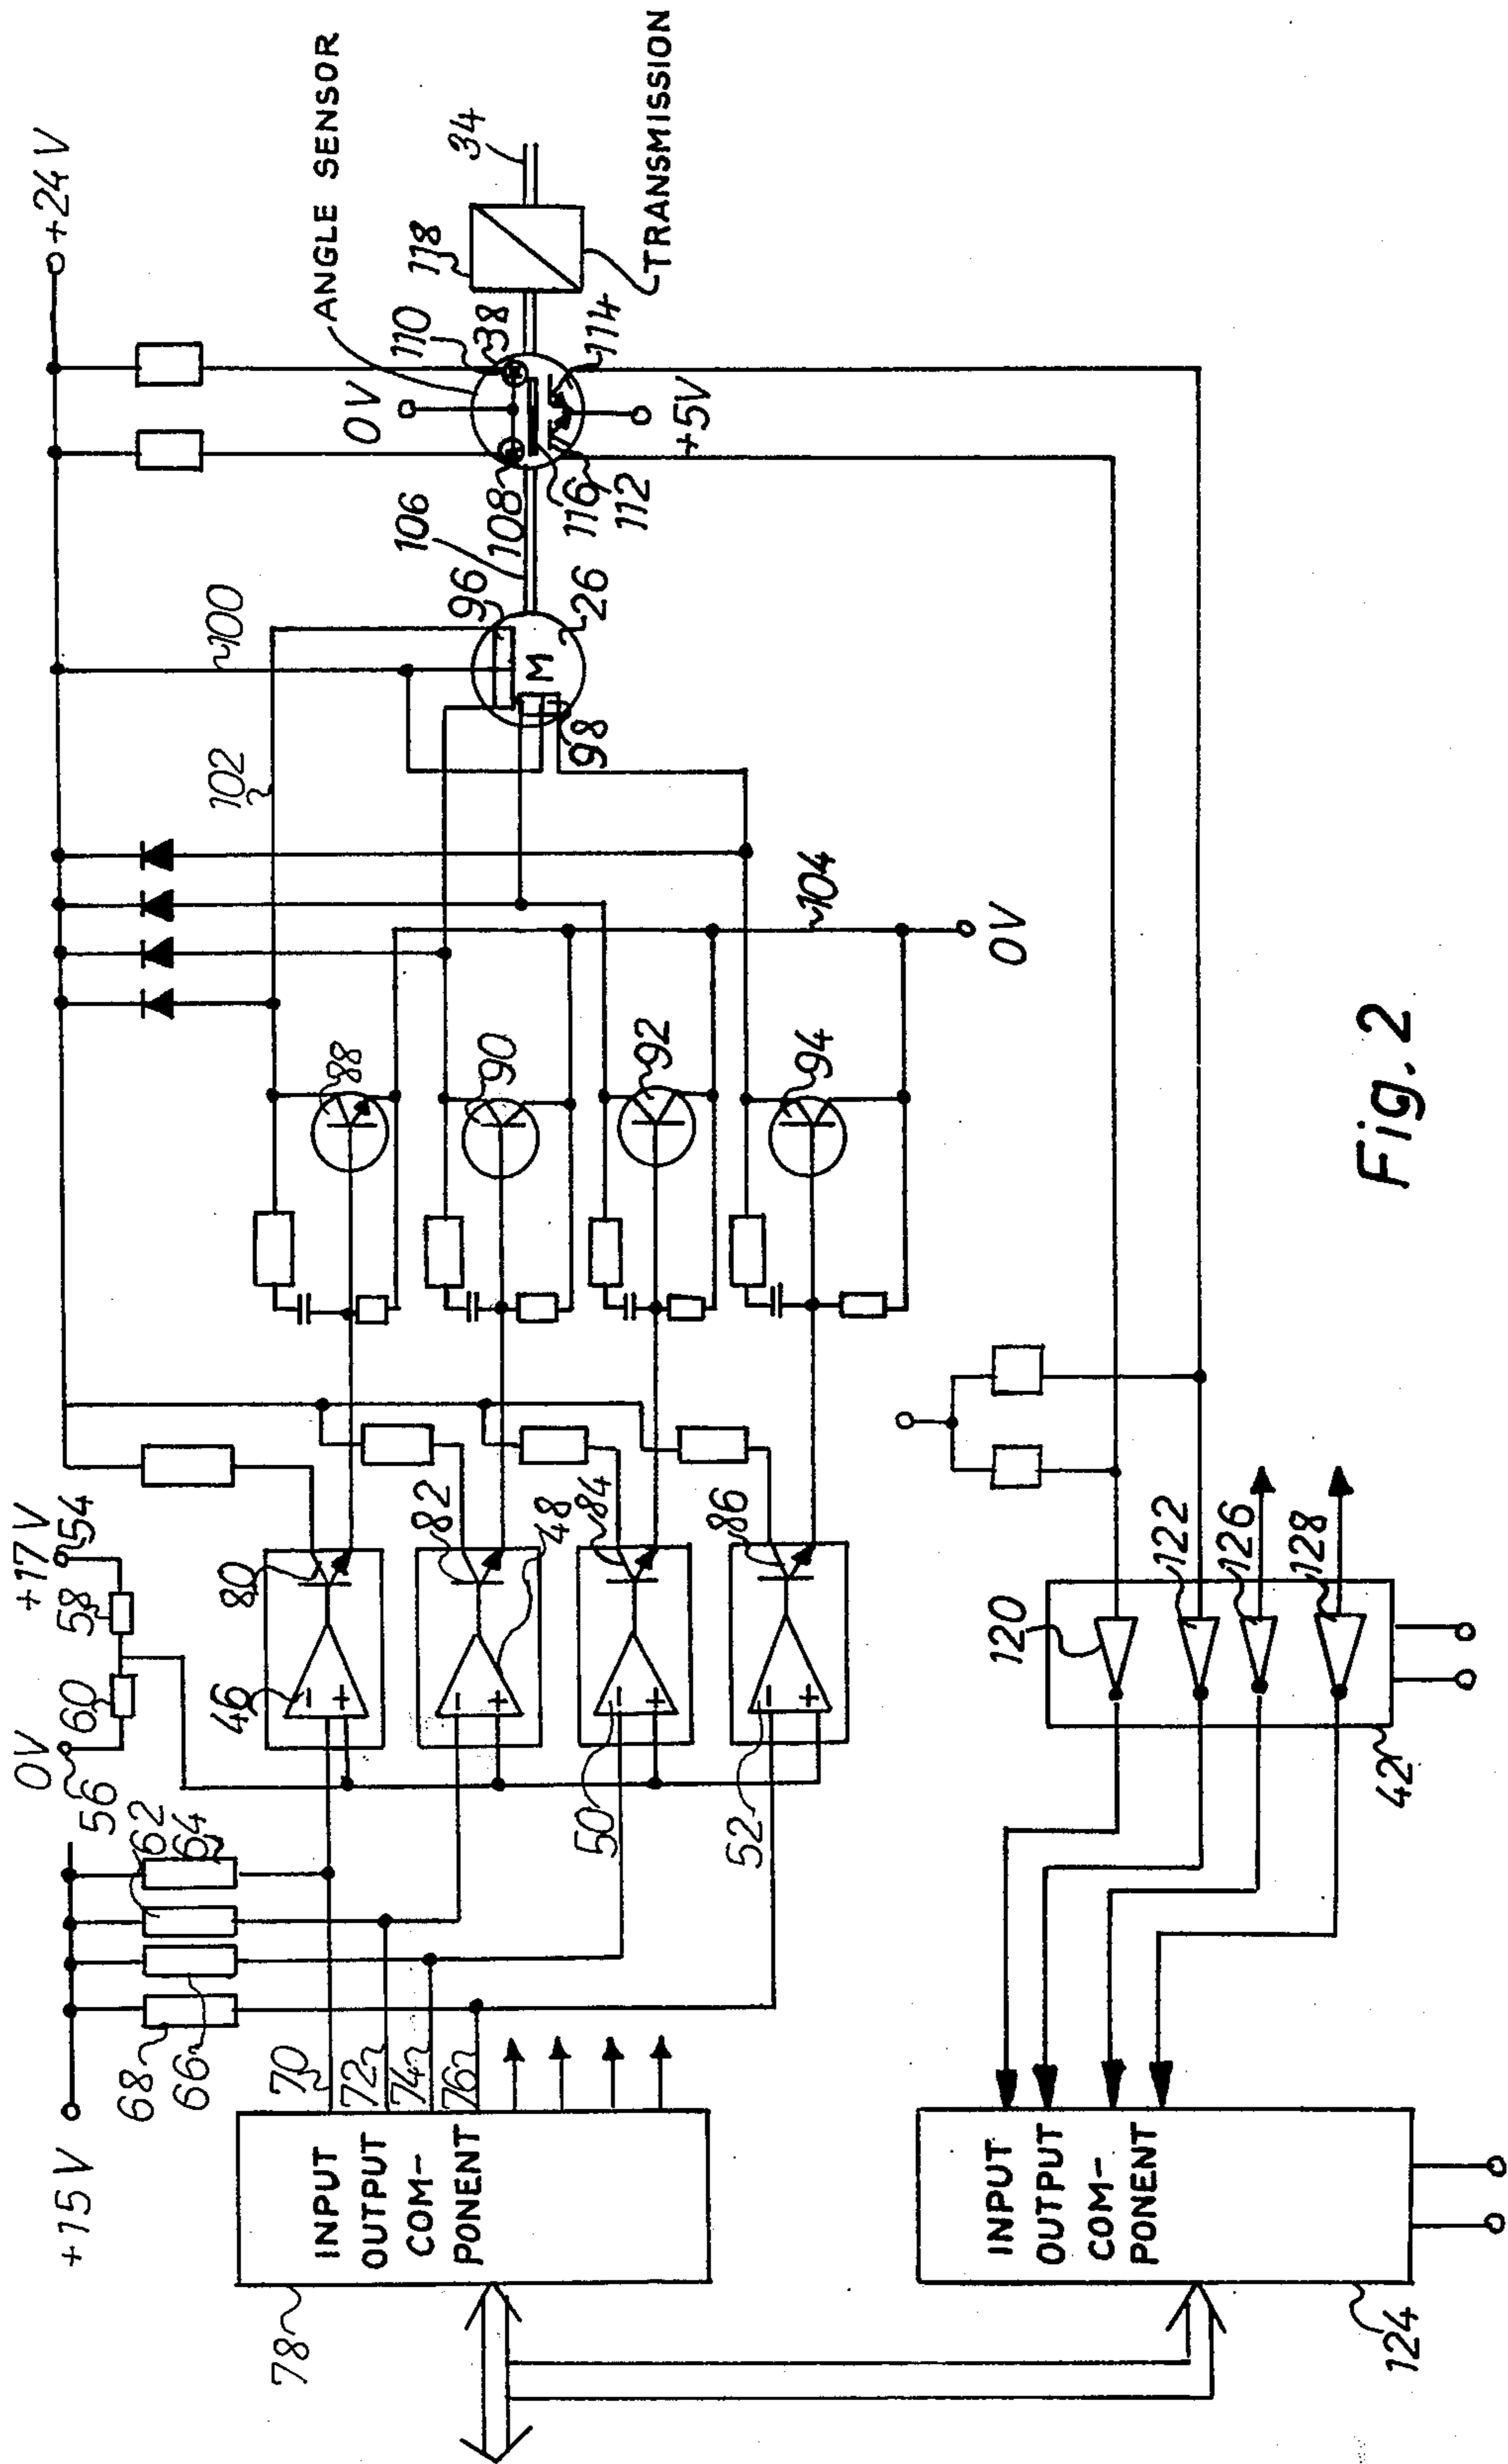 +15V
68
66
62
64
56
0V
60
58
+17V
54
+24V
70
72
74
76
78
INPUT
OUTPUT
COM-
PONENT
46
80
82
48
50
84
52
86
88
90
92
94
102
100
104
0V
96
M
98
26
106
108
0V
110
38
116
112
+5V
114
ANGLE SENSOR
118
34
TRANSMISSION
120
122
126
128
42
INPUT
OUTPUT
COM-
PONENT
124
Fig. 2